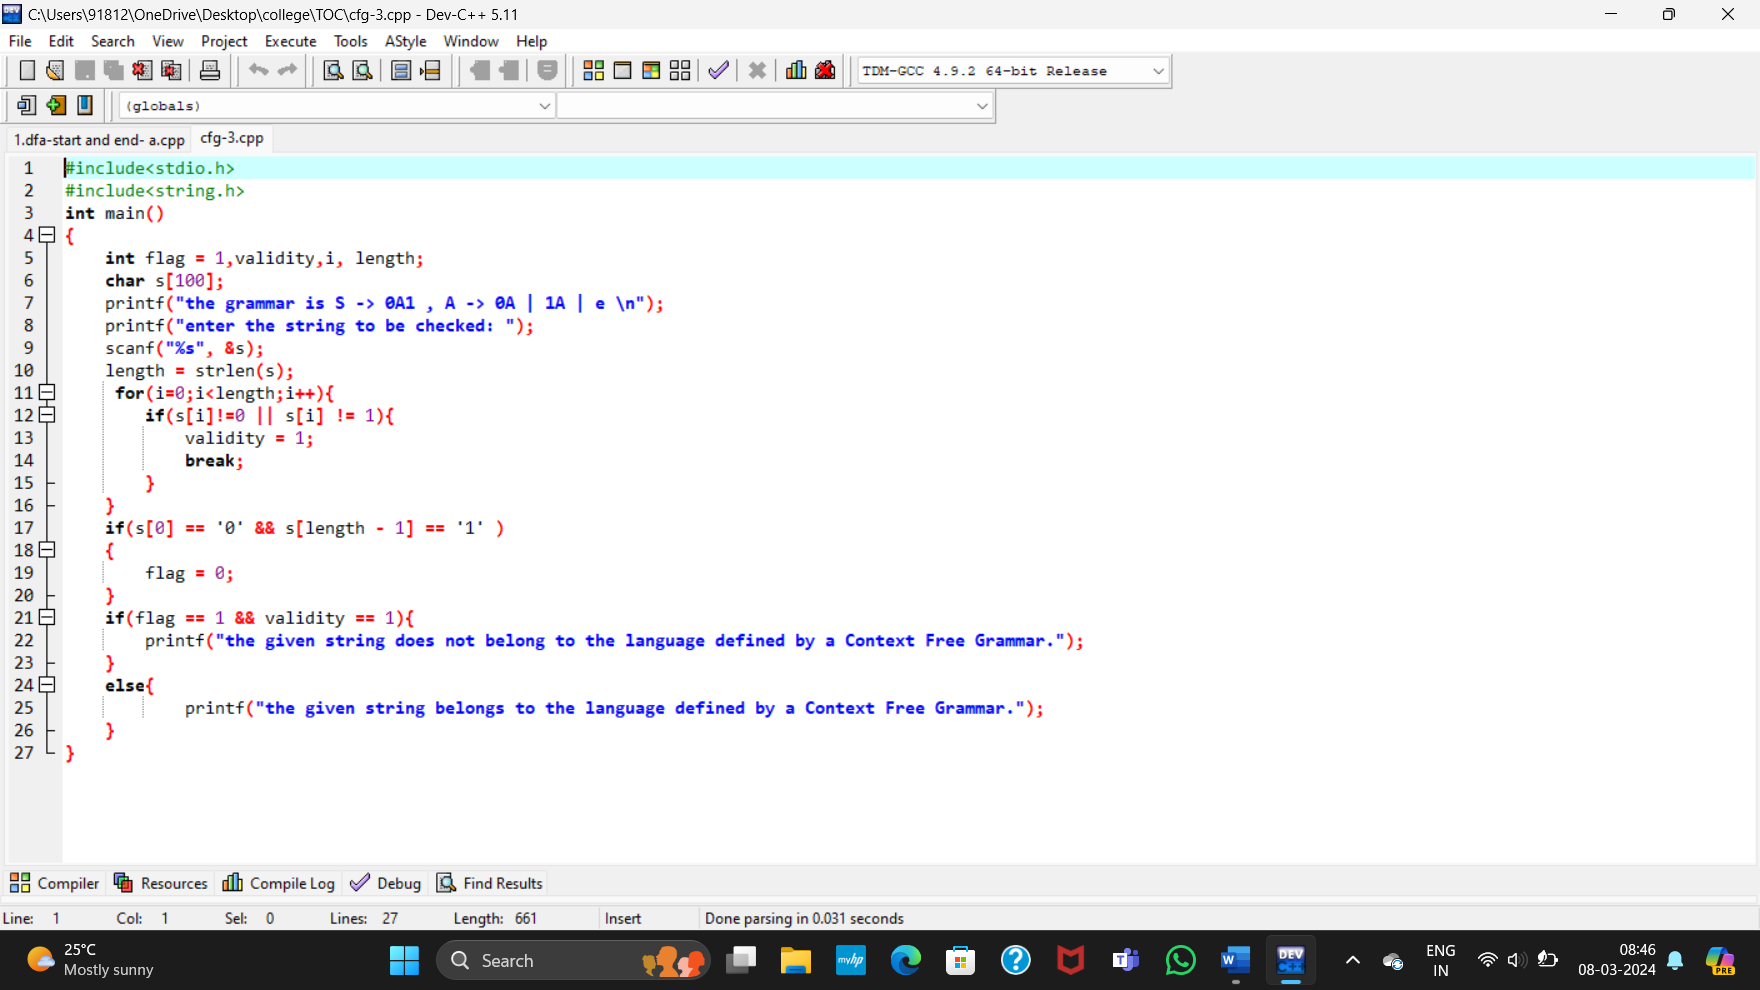 C:\Users\91812\OneDrive\Desktop\college\TOC\cfg-3.cpp - Dev-C++ 5.11
File Edit Search View Project Execute Tools AStyle Window Help
TDM-GCC 4.9.2 64-bit Release
(globals)
1.dfa-start and end- a.cpp cfg-3.cpp
1 #include<stdio.h>
2 #include<string.h>
3 int main()
4 {
5     int flag = 1,validity,i, length;
6     char s[100];
7     printf("the grammar is S -> 0A1 , A -> 0A | 1A | e \n");
8     printf("enter the string to be checked: ");
9     scanf("%s", &s);
10     length = strlen(s);
11      for(i=0;i<length;i++){
12         if(s[i]!=0 || s[i] != 1){
13             validity = 1;
14             break;
15         }
16     }
17     if(s[0] == '0' && s[length - 1] == '1' )
18     {
19         flag = 0;
20     }
21     if(flag == 1 && validity == 1){
22         printf("the given string does not belong to the language defined by a Context Free Grammar.");
23     }
24     else{
25             printf("the given string belongs to the language defined by a Context Free Grammar.");
26     }
27 }
Compiler Resources Compile Log Debug Find Results
Line: 1 Col: 1 Sel: 0 Lines: 27 Length: 661 Insert Done parsing in 0.031 seconds
25°C
Mostly sunny
Search
myhp
DEV
C++
ENG
IN
08:46
08-03-2024
PRE